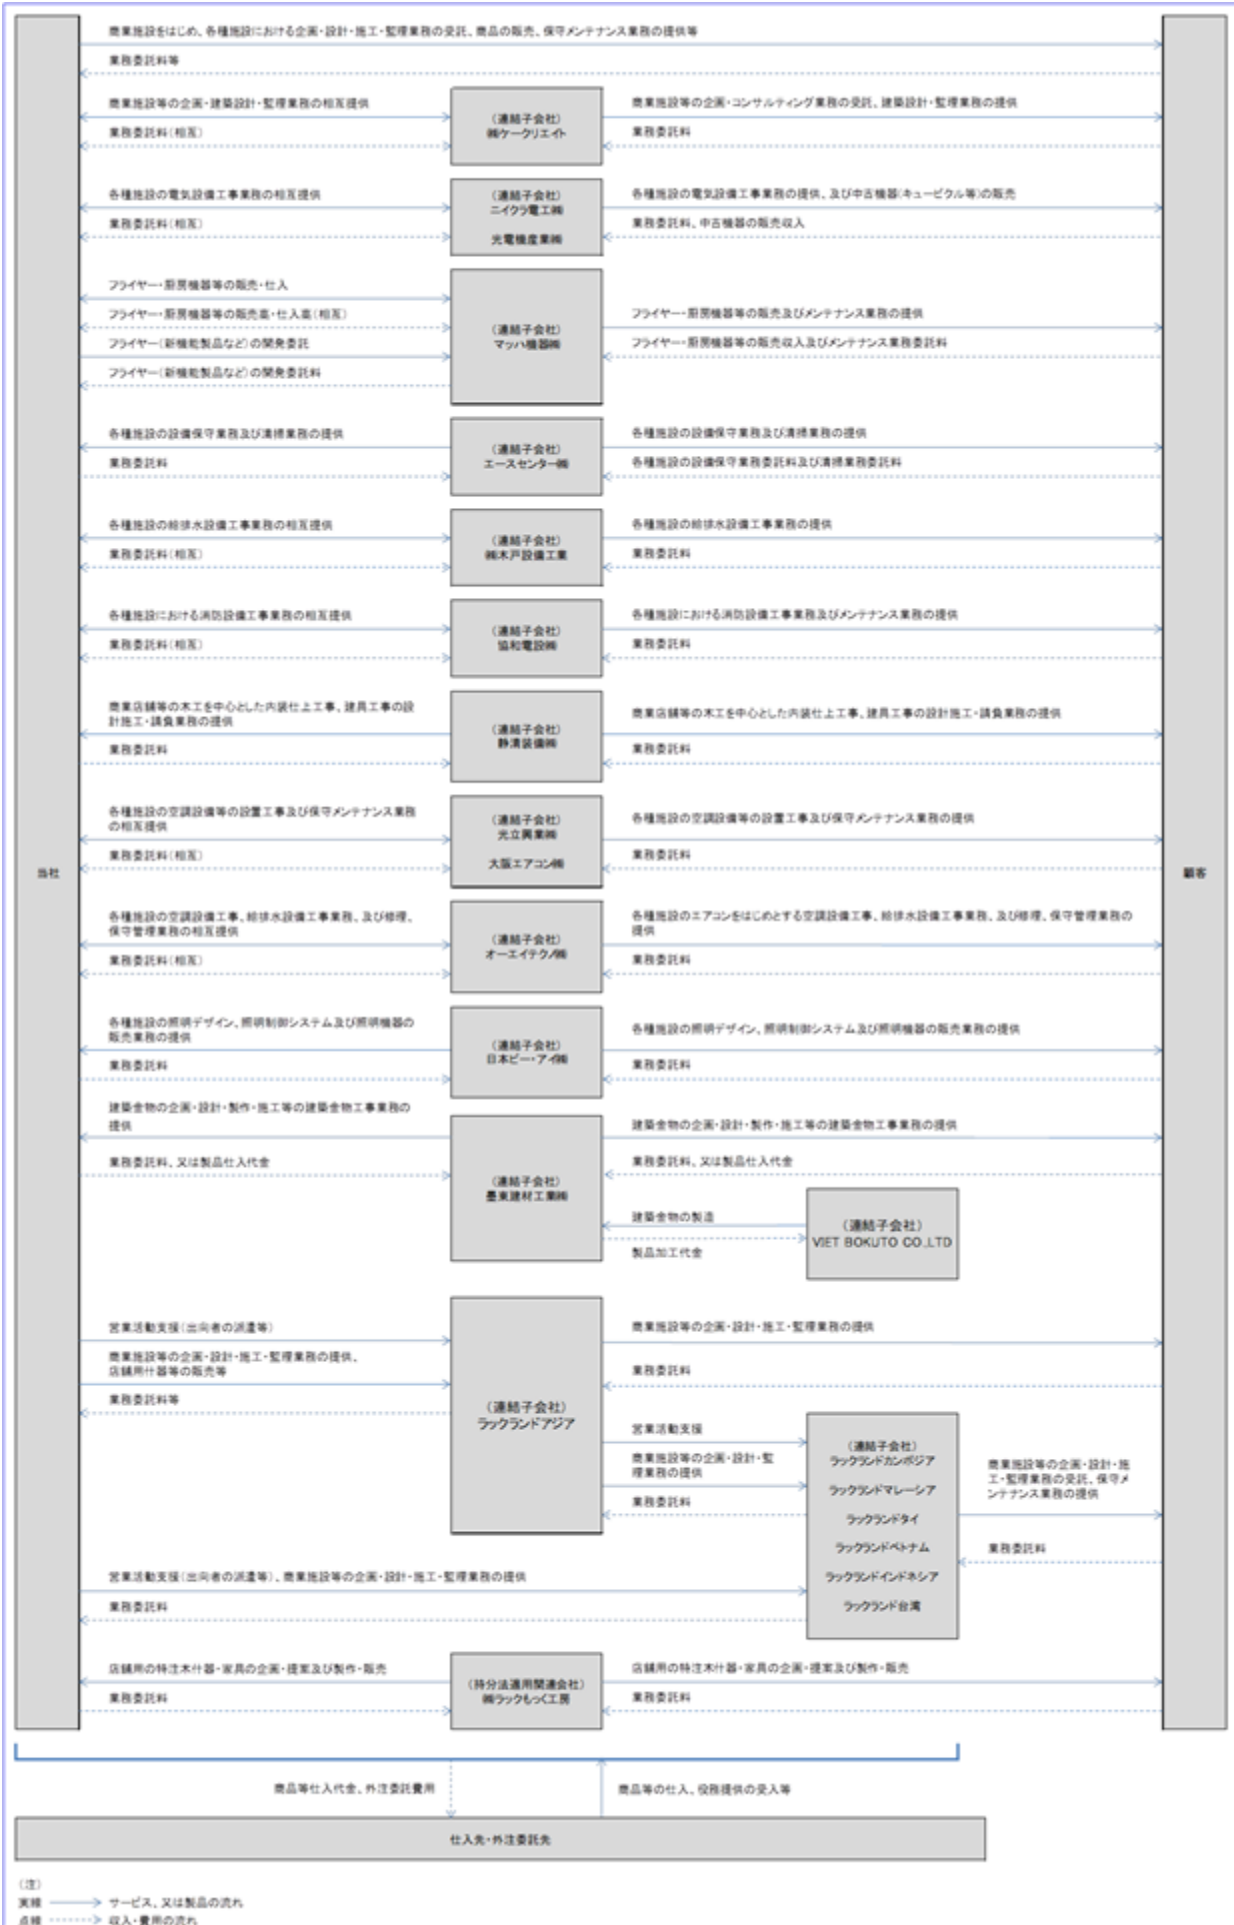 商業施設をはじめ、各種施設における企画・設計・施工・監理業務の受託、商品の販売、保守メンテナンス業務の提供等
業務委託料等
商業施設等の企画・建築設計・監理業務の相互提供
業務委託料(相互)
(連結子会社)
㈱ケークリエイト
商業施設等の企画・コンサルティング業務の受託、建築設計・監理業務の提供
業務委託料
各種施設の電気設備工事業務の相互提供
業務委託料(相互)
(連結子会社)
ニイクラ電工㈱
光電機産業㈱
各種施設の電気設備工事業務の提供、及び中古機器(キュービクル等)の販売
業務委託料、中古機器の販売収入
フライヤー・厨房機器等の販売・仕入
フライヤー・厨房機器等の販売高・仕入高(相互)
フライヤー(新機能製品など)の開発委託
フライヤー(新機能製品など)の開発委託料
(連結子会社)
マッハ機器㈱
フライヤー・厨房機器等の販売及びメンテナンス業務の提供
フライヤー・厨房機器等の販売収入及びメンテナンス業務委託料
各種施設の設備保守業務及び清掃業務の提供
業務委託料
(連結子会社)
エースセンター㈱
各種施設の設備保守業務及び清掃業務の提供
各種施設の設備保守業務委託料及び清掃業務委託料
各種施設の給排水設備工事業務の相互提供
業務委託料(相互)
(連結子会社)
㈱木戸設備工業
各種施設の給排水設備工事業務の提供
業務委託料
各種施設における消防設備工事業務の相互提供
業務委託料(相互)
(連結子会社)
協和電設㈱
各種施設における消防設備工事業務及びメンテナンス業務の提供
業務委託料
商業店舗等の木工を中心とした内装仕上工事、建具工事の設
計施工・請負業務の提供
業務委託料
(連結子会社)
静清装備㈱
商業店舗等の木工を中心とした内装仕上工事、建具工事の設計施工・請負業務の提供
業務委託料
各種施設の空調設備等の設置工事及び保守メンテナンス業務
の相互提供
業務委託料(相互)
(連結子会社)
光立興業㈱
大阪エアコン㈱
各種施設の空調設備等の設置工事及び保守メンテナンス業務の提供
業務委託料
当社
顧客
各種施設の空調設備工事、給排水設備工事業務、及び修理、
保守管理業務の相互提供
業務委託料(相互)
(連結子会社)
オーエイテクノ㈱
各種施設のエアコンをはじめとする空調設備工事、給排水設備工事業務、及び修理、保守管理業務の
提供
業務委託料
各種施設の照明デザイン、照明制御システム及び照明機器の
販売業務の提供
業務委託料
(連結子会社)
日本ピー・アイ㈱
各種施設の照明デザイン、照明制御システム及び照明機器の販売業務の提供
業務委託料
建築金物の企画・設計・製作・施工等の建築金物工事業務の
提供
業務委託料、又は製品仕入代金
(連結子会社)
墨東建材工業㈱
建築金物の企画・設計・製作・施工等の建築金物工事業務の提供
業務委託料、又は製品仕入代金
建築金物の製造
製品加工代金
(連結子会社)
VIET BOKUTO CO.,LTD
営業活動支援(出向者の派遣等)
商業施設等の企画・設計・施工・監理業務の提供、
店舗用什器等の販売等
業務委託料等
(連結子会社)
ラックランドアジア
商業施設等の企画・設計・施工・監理業務の提供
業務委託料
営業活動支援
商業施設等の企画・設計・監
理業務の提供
業務委託料
(連結子会社)
ラックランドカンボジア
ラックランドマレーシア
ラックランドタイ
ラックランドベトナム
ラックランドインドネシア
ラックランド台湾
商業施設等の企画・設計・施
工・監理業務の受託、保守メ
ンテナンス業務の提供
業務委託料
営業活動支援(出向者の派遣等)、商業施設等の企画・設計・施工・監理業務の提供
業務委託料
店舗用の特注木什器・家具の企画・提案及び製作・販売
業務委託料
(持分法適用関連会社)
㈱ラックもっく工房
店舗用の特注木什器・家具の企画・提案及び製作・販売
業務委託料
商品等仕入代金、外注委託費用
商品等の仕入、役務提供の受入等
仕入先・外注委託先
(注)
実線 サービス、又は製品の流れ
点線 収入・費用の流れ